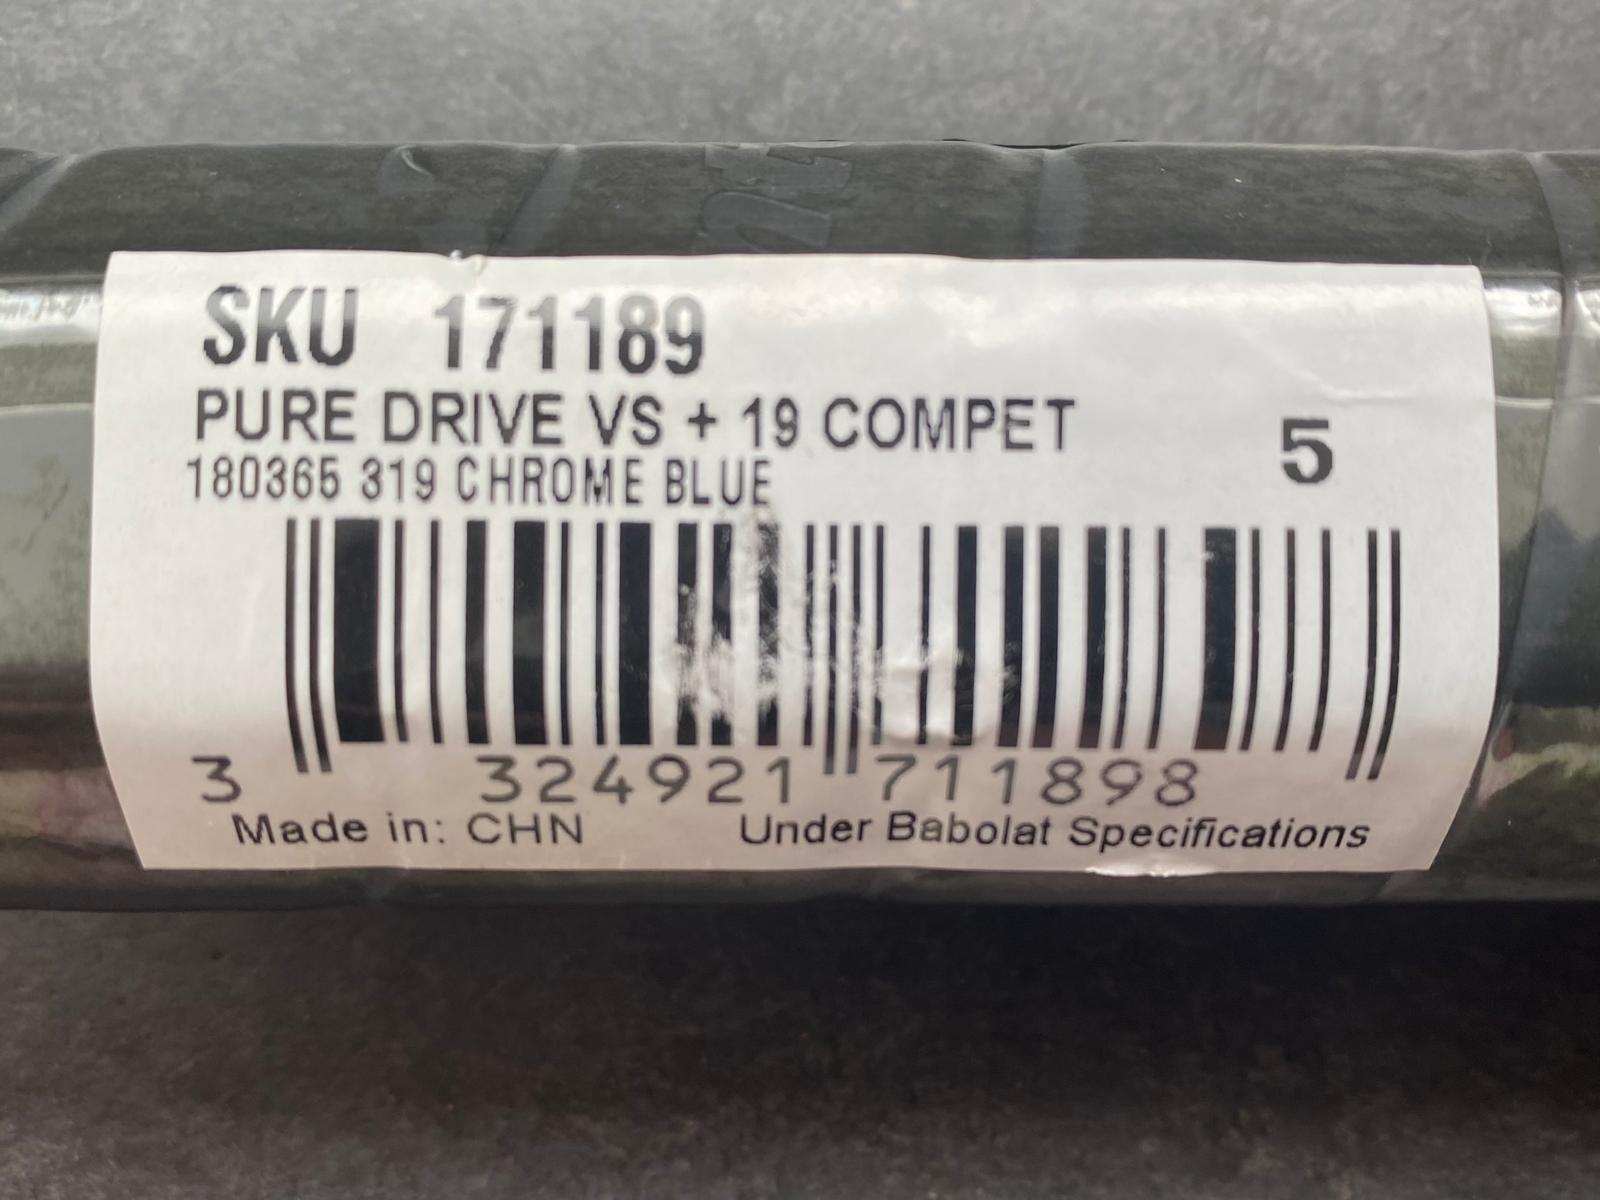 SKU 171189
PURE DRIVE VS + 19 COMPET
5
180365 319 CHROME BLUE
3 324921 711898
Made in: CHN Under Babolat Specifications